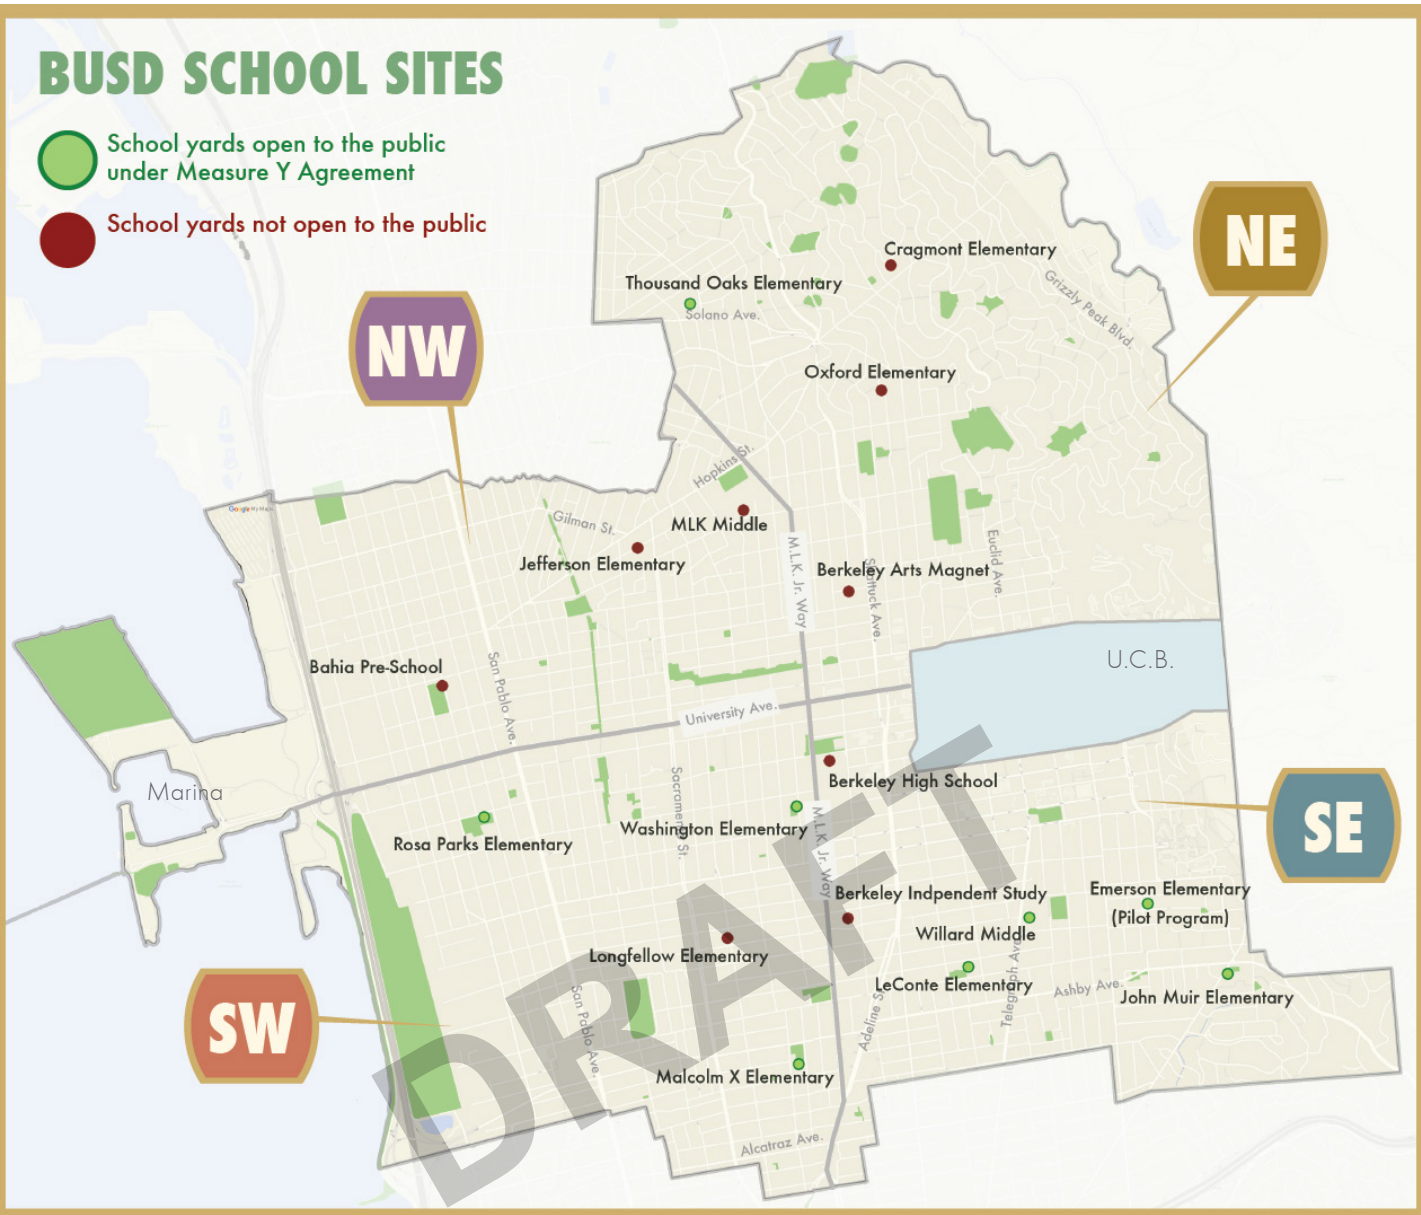 BUSD SCHOOL SITES
School yards open to the public
under Measure Y Agreement
School yards not open to the public
NE
Cragmont Elementary
Thousand Oaks Elementary
Grizzly Peak Blvd.
Solano Ave.
NW
Oxford Elementary
Hopkins St.
Google My Maps
Gilman St.
MLK Middle
Jefferson Elementary
M.L.K. Jr. Way
Shattuck Ave.
Euclid Ave.
Berkeley Arts Magnet
U.C.B.
Bahia Pre-School
San Pablo Ave.
University Ave.
Marina
Berkeley High School
Sacramento St.
M.L.K. Jr. Way
Washington Elementary
Rosa Parks Elementary
SE
Berkeley Indpendent Study
Emerson Elementary
(Pilot Program)
Willard Middle
Longfellow Elementary
LeConte Elementary
Telegraph Ave.
Ashby Ave.
John Muir Elementary
SW
San Pablo Ave.
Adeline S
Malcolm X Elementary
Alcatraz Ave.
DRAFT